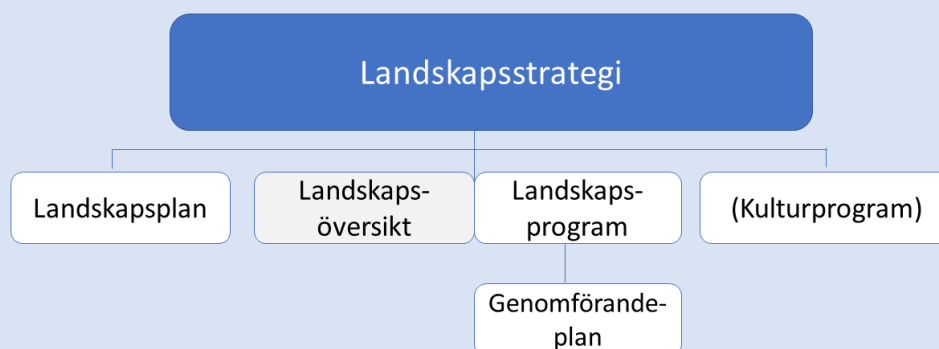 Landskapsstrategi
Landskapsplan
Landskaps-
översikt
Landskaps-
program
(Kulturprogram)
Genomförande-
plan